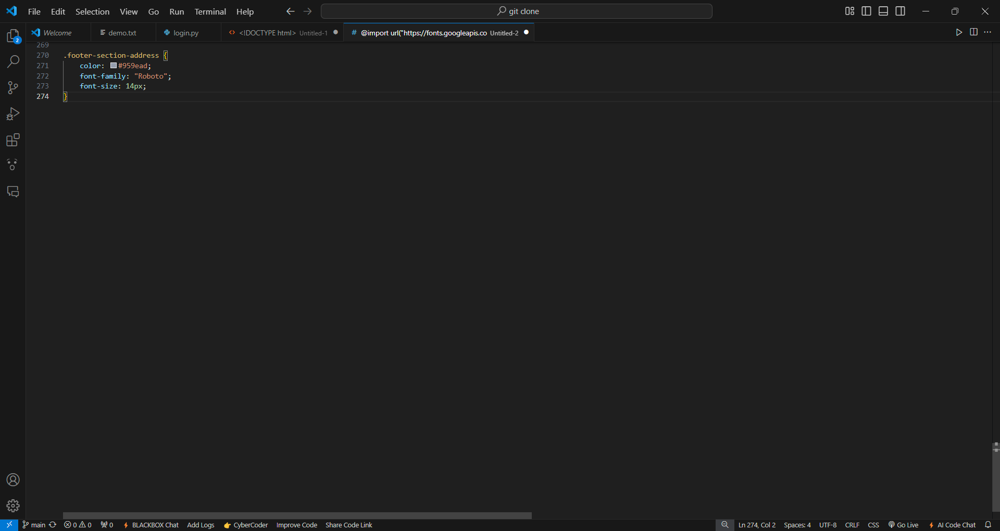 File Edit Selection View Go Run Terminal Help
git clone
2
Welcome
demo.txt
login.py
<!DOCTYPE html> Untitled-1
# @import url("https://fonts.googleapis.co Untitled-2
269
270 .footer-section-address {
271 color: #959ead;
272 font-family: "Roboto";
273 font-size: 14px;
274 }
main 0 0 0 BLACKBOX Chat Add Logs CyberCoder Improve Code Share Code Link Ln 274, Col 2 Spaces: 4 UTF-8 CRLF CSS Go Live AI Code Chat